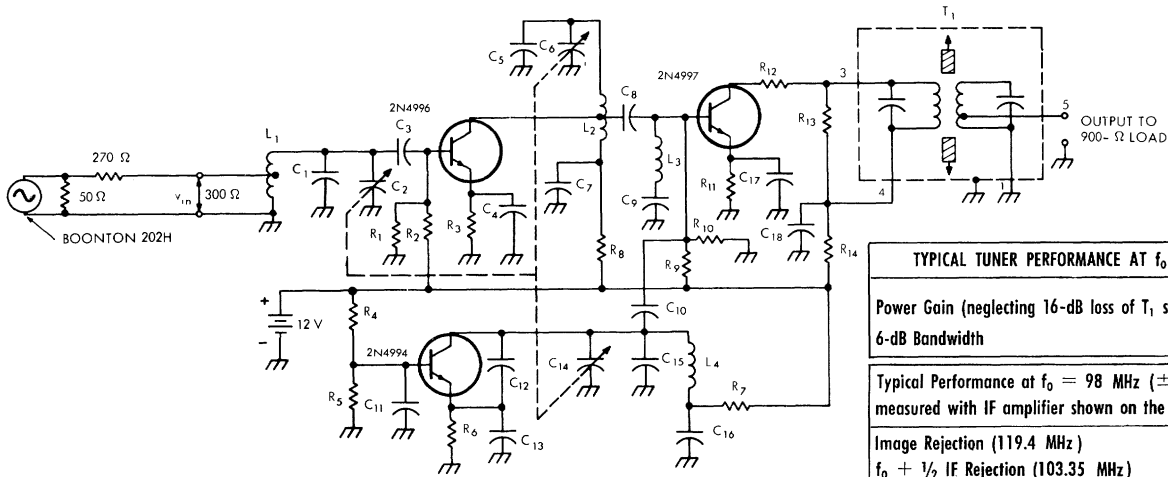 T1
C5
C6
2N4997
R12
3
C8
2N4996
R13
5
OUTPUT TO
900- Ω LOAD
L1
C3
L2
270 Ω
L3
C1
C2
C7
R11
C17
4
1
50 Ω
vin
300 Ω
C4
C9
BOONTON 202H
R1
R2
R3
C18
R10
R8
R9
R14
+
12 V
−
R4
C10
2N4994
C12
C14
C15
L4
R5
C11
R7
R6
C13
C16
TYPICAL TUNER PERFORMANCE AT f0
Power Gain (neglecting 16-dB loss of T1 s
6-dB Bandwidth
Typical Performance at f0 = 98 MHz (±
measured with IF amplifier shown on the
Image Rejection (119.4 MHz)
f0 + ½ IF Rejection (103.35 MHz)